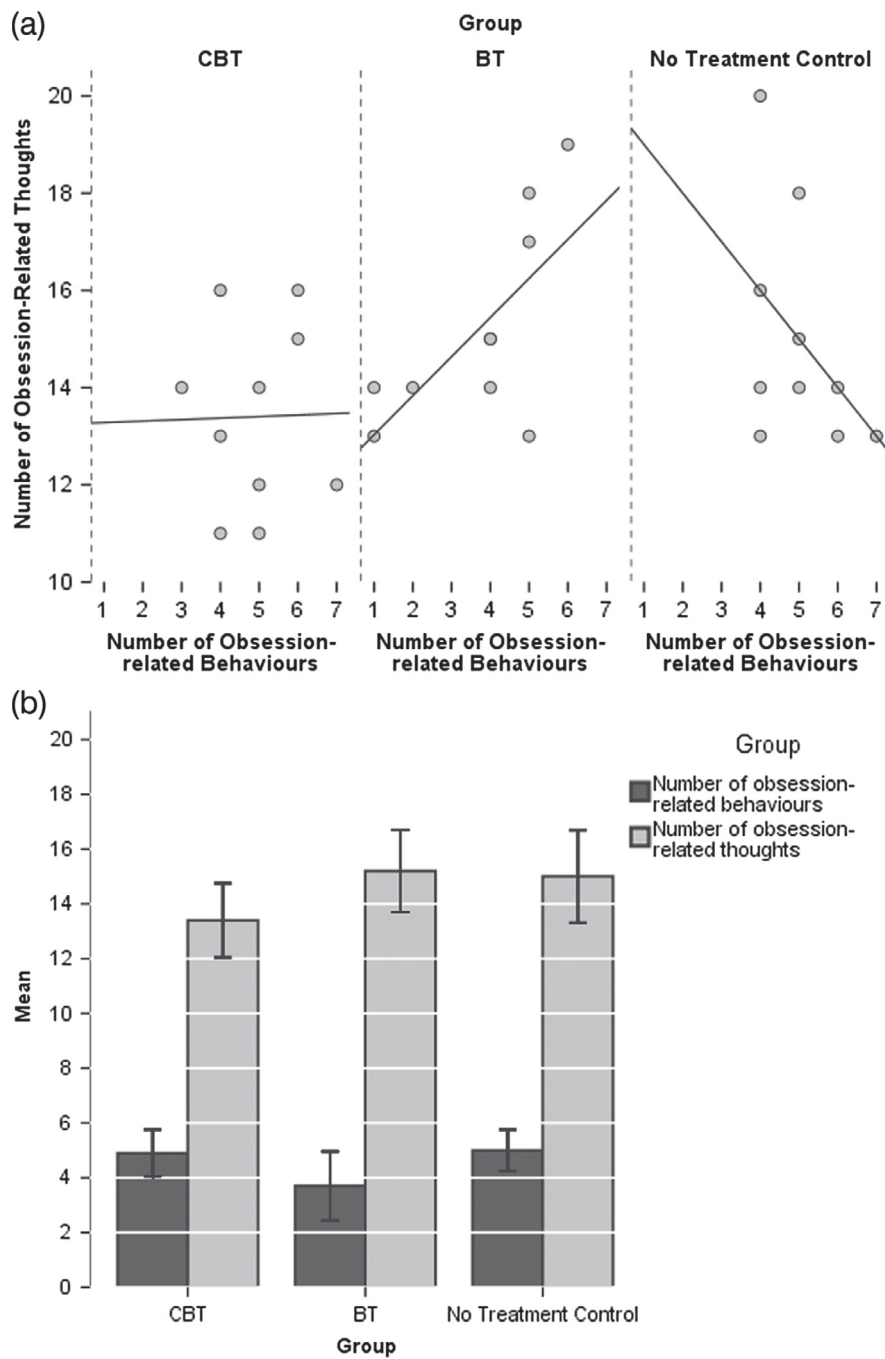 (a)
Group
CBT
BT
No Treatment Control
Number of Obsession-Related Thoughts
20
18
16
14
12
10
1 2 3 4 5 6 7
1 2 3 4 5 6 7
1 2 3 4 5 6 7
Number of Obsession-
related Behaviours
Number of Obsession-
related Behaviours
Number of Obsession-
related Behaviours
(b)
Mean
20
18
16
14
12
10
8
6
4
2
0
Group
Number of obsession-
related behaviours
Number of obsession-
related thoughts
CBT
BT
No Treatment Control
Group